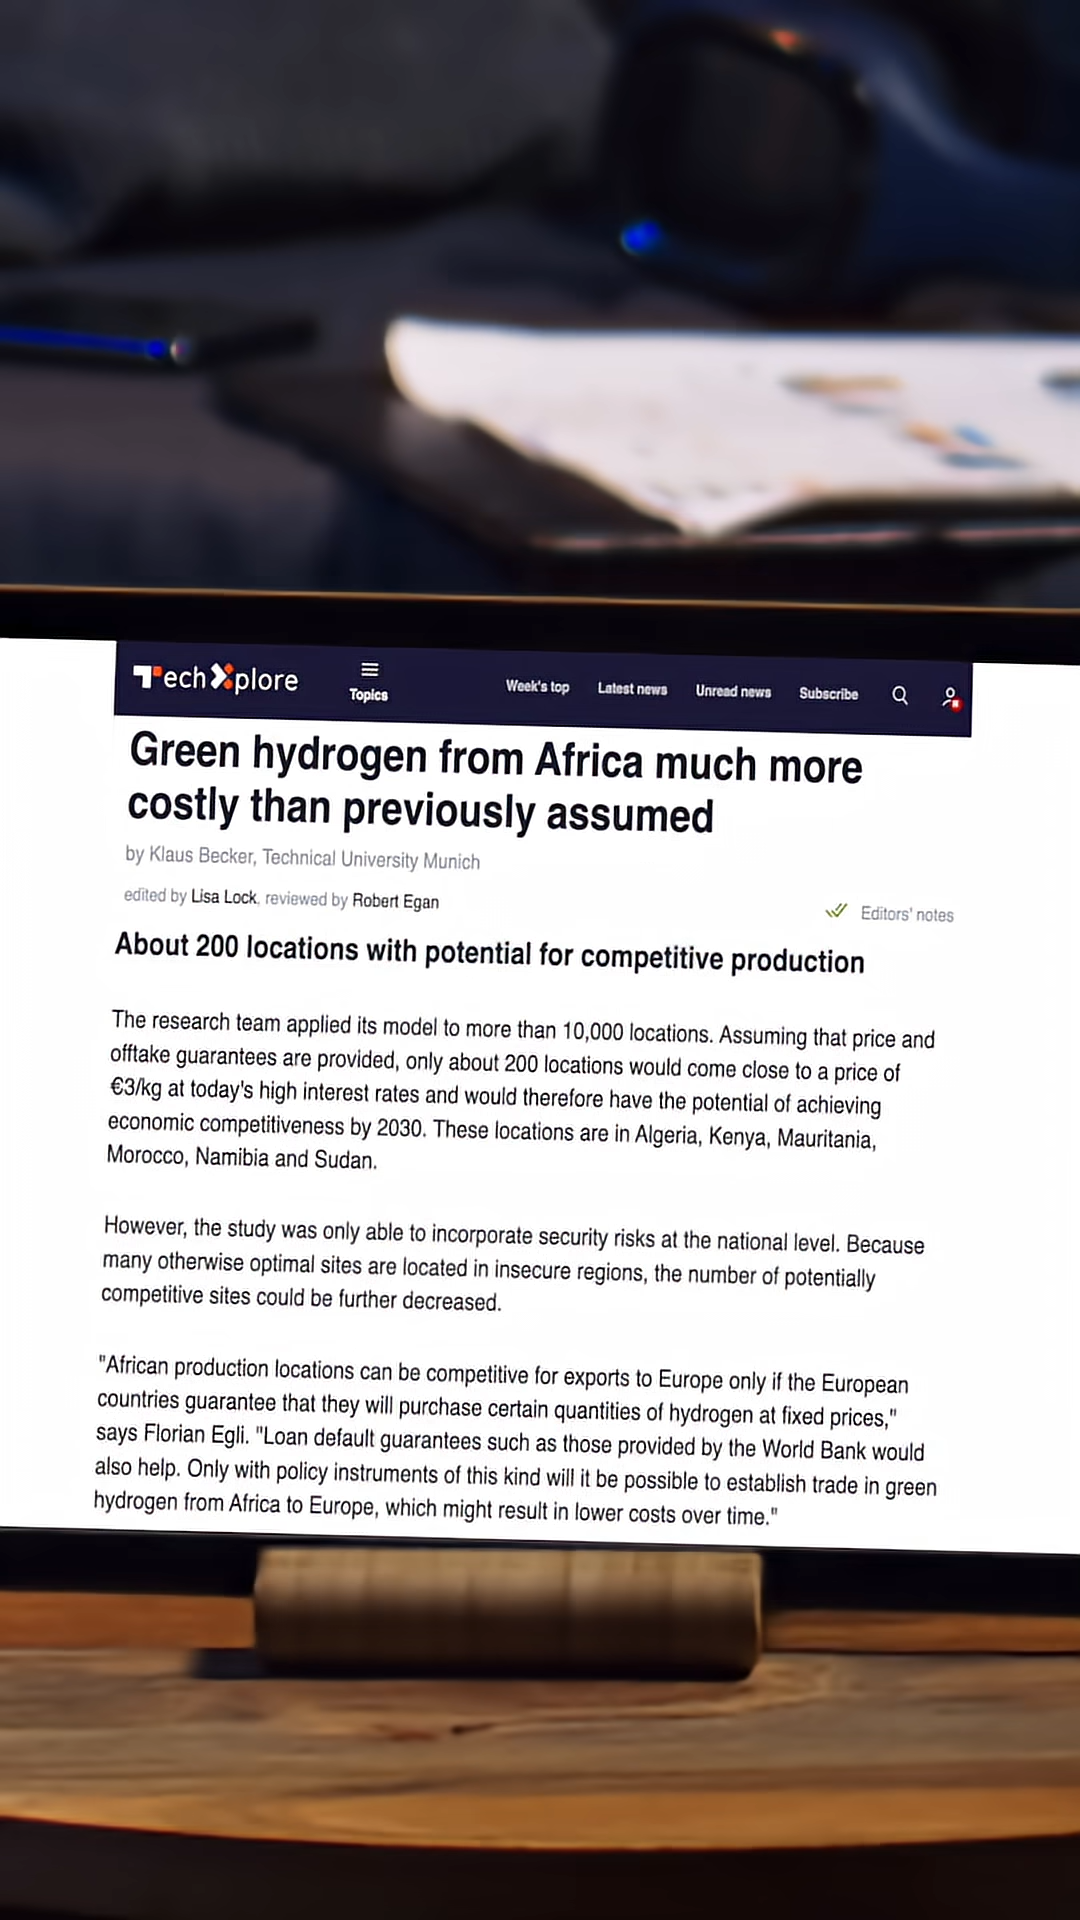 TechXplore
Topics
Week's top
Latest news
Unread news
Subscribe
Green hydrogen from Africa much more
costly than previously assumed
by Klaus Becker, Technical University Munich
edited by Lisa Lock, reviewed by Robert Egan
Editors' notes
About 200 locations with potential for competitive production
The research team applied its model to more than 10,000 locations. Assuming that price and
offtake guarantees are provided, only about 200 locations would come close to a price of
€3/kg at today's high interest rates and would therefore have the potential of achieving
economic competitiveness by 2030. These locations are in Algeria, Kenya, Mauritania,
Morocco, Namibia and Sudan.
However, the study was only able to incorporate security risks at the national level. Because
many otherwise optimal sites are located in insecure regions, the number of potentially
competitive sites could be further decreased.
"African production locations can be competitive for exports to Europe only if the European
countries guarantee that they will purchase certain quantities of hydrogen at fixed prices,"
says Florian Egli. "Loan default guarantees such as those provided by the World Bank would
also help. Only with policy instruments of this kind will it be possible to establish trade in green
hydrogen from Africa to Europe, which might result in lower costs over time."